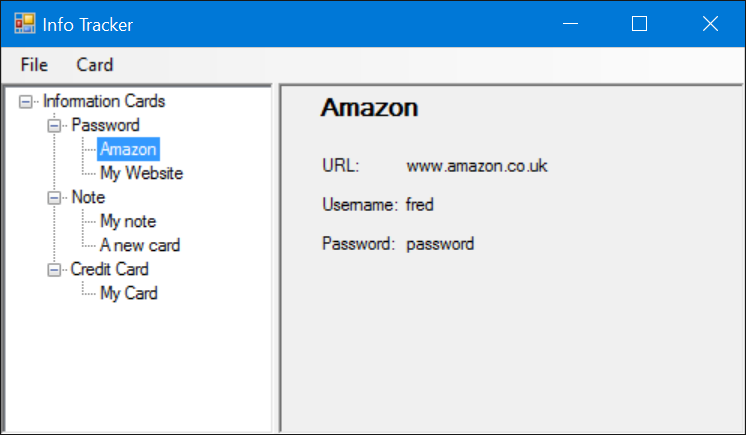 Info Tracker
File Card
Information Cards
Password
Amazon
My Website
Note
My note
A new card
Credit Card
My Card
Amazon
URL: www.amazon.co.uk
Username: fred
Password: password